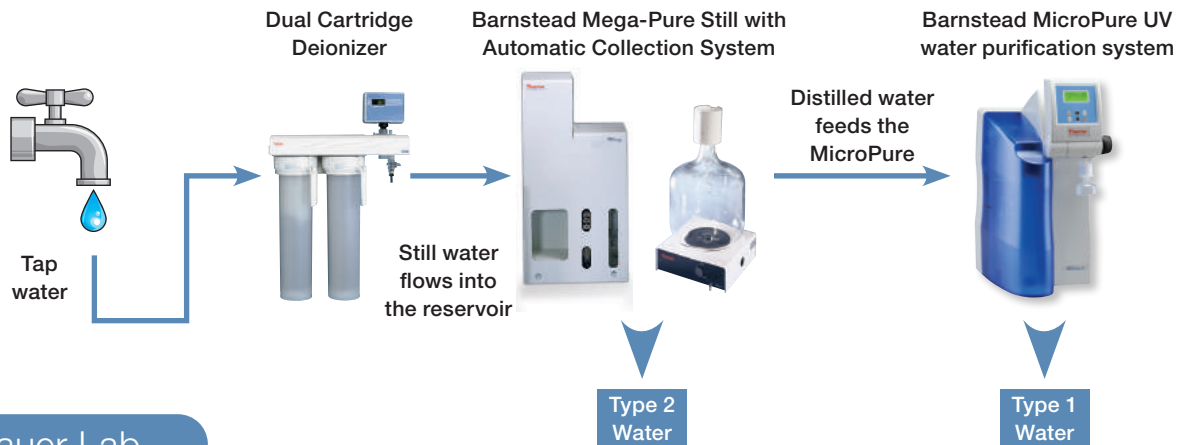 Dual Cartridge
Deionizer
Barnstead Mega-Pure Still with
Automatic Collection System
Barnstead MicroPure UV
water purification system
Distilled water
feeds the
MicroPure
Tap
water
Still water
flows into
the reservoir
Type 2
Water
Type 1
Water